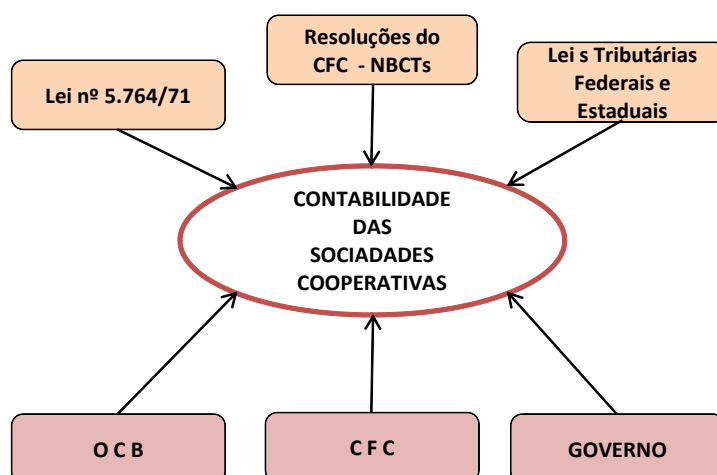 Lei nº 5.764/71
Resoluções do
CFC - NBCTs
Lei s Tributárias
Federais e
Estaduais
CONTABILIDADE
DAS
SOCIADADES
COOPERATIVAS
O C B
C F C
GOVERNO